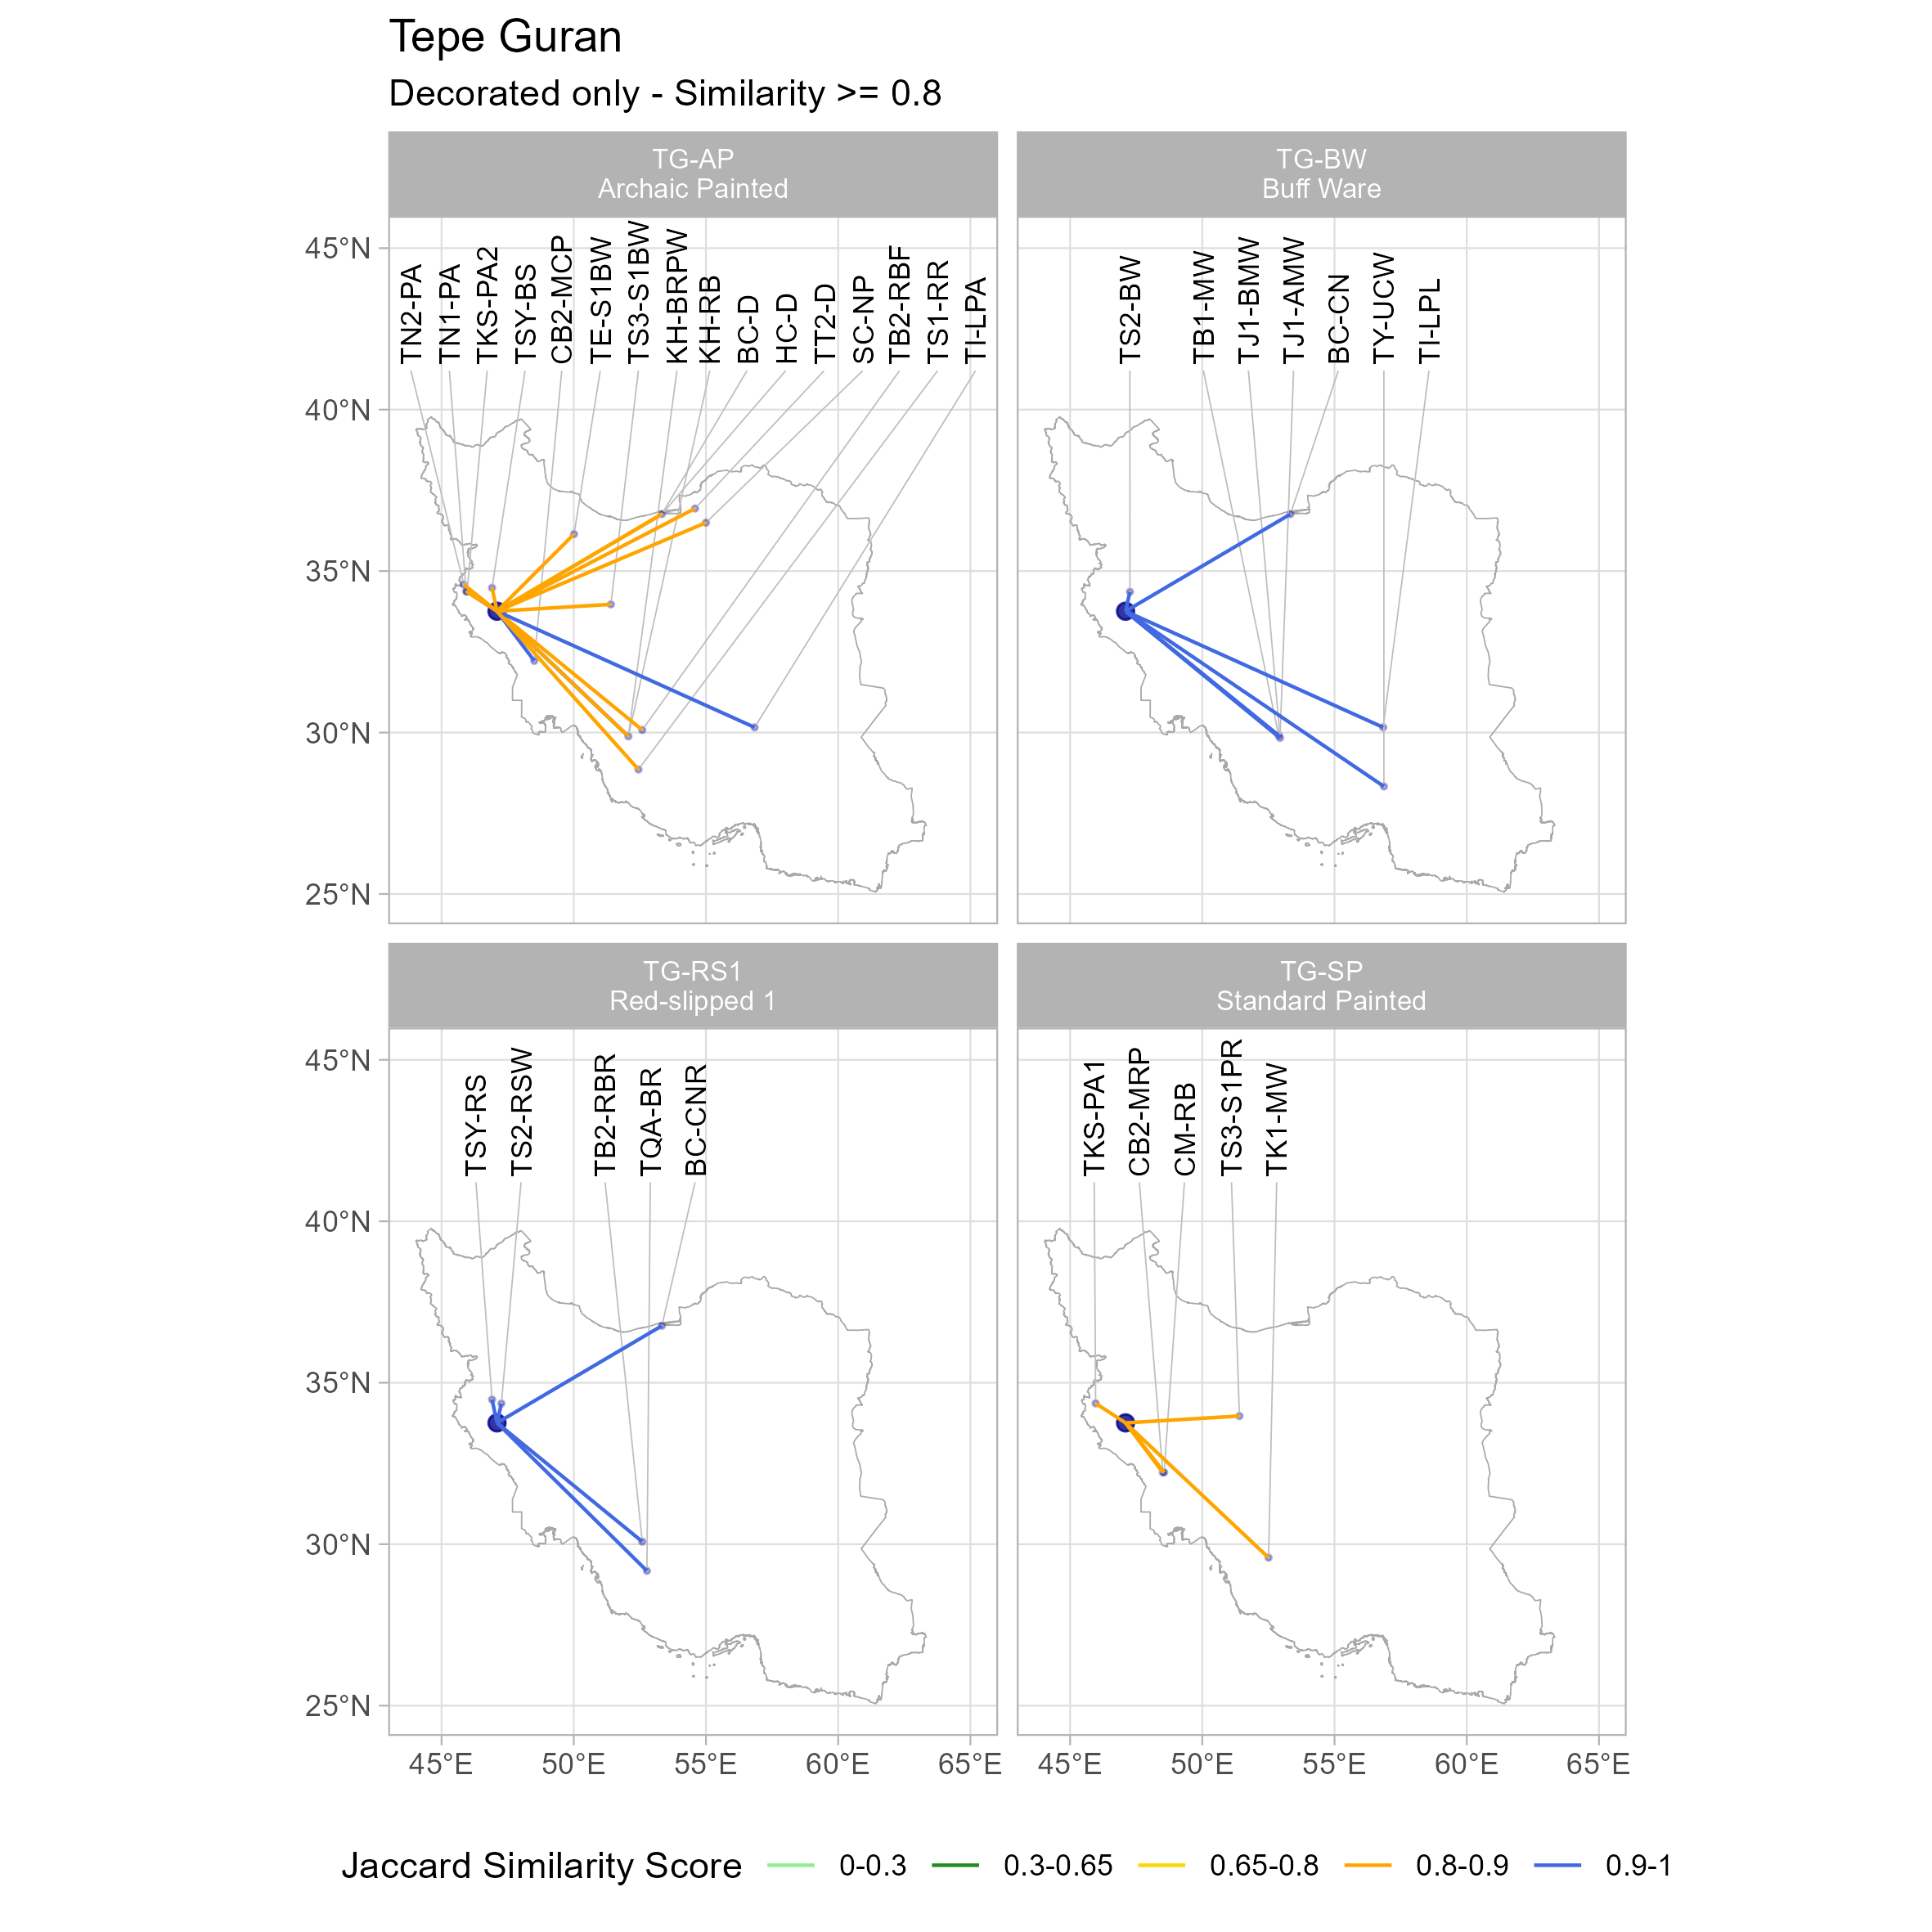 Tepe Guran
Decorated only - Similarity >= 0.8
TG-AP
Archaic Painted
TG-BW
Buff Ware
45°N
40°N
35°N
30°N
25°N
TN2-PA
TN1-PA
TKS-PA2
TSY-BS
CB2-MCP
TE-S1BW
TS3-S1BW
KH-BRPW
KH-RB
BC-D
HC-D
TT2-D
SC-NP
TB2-RBF
TS1-RR
TI-LPA
TS2-BW
TB1-MW
TJ1-BMW
TJ1-AMW
BC-CN
TY-UCW
TI-LPL
TG-RS1
Red-slipped 1
TG-SP
Standard Painted
45°N
40°N
35°N
30°N
25°N
TSY-RS
TS2-RSW
TB2-RBR
TQA-BR
BC-CNR
TKS-PA1
CB2-MRP
CM-RB
TS3-S1PR
TK1-MW
45°E 50°E 55°E 60°E 65°E 45°E 50°E 55°E 60°E 65°E
Jaccard Similarity Score 0-0.3 0.3-0.65 0.65-0.8 0.8-0.9 0.9-1